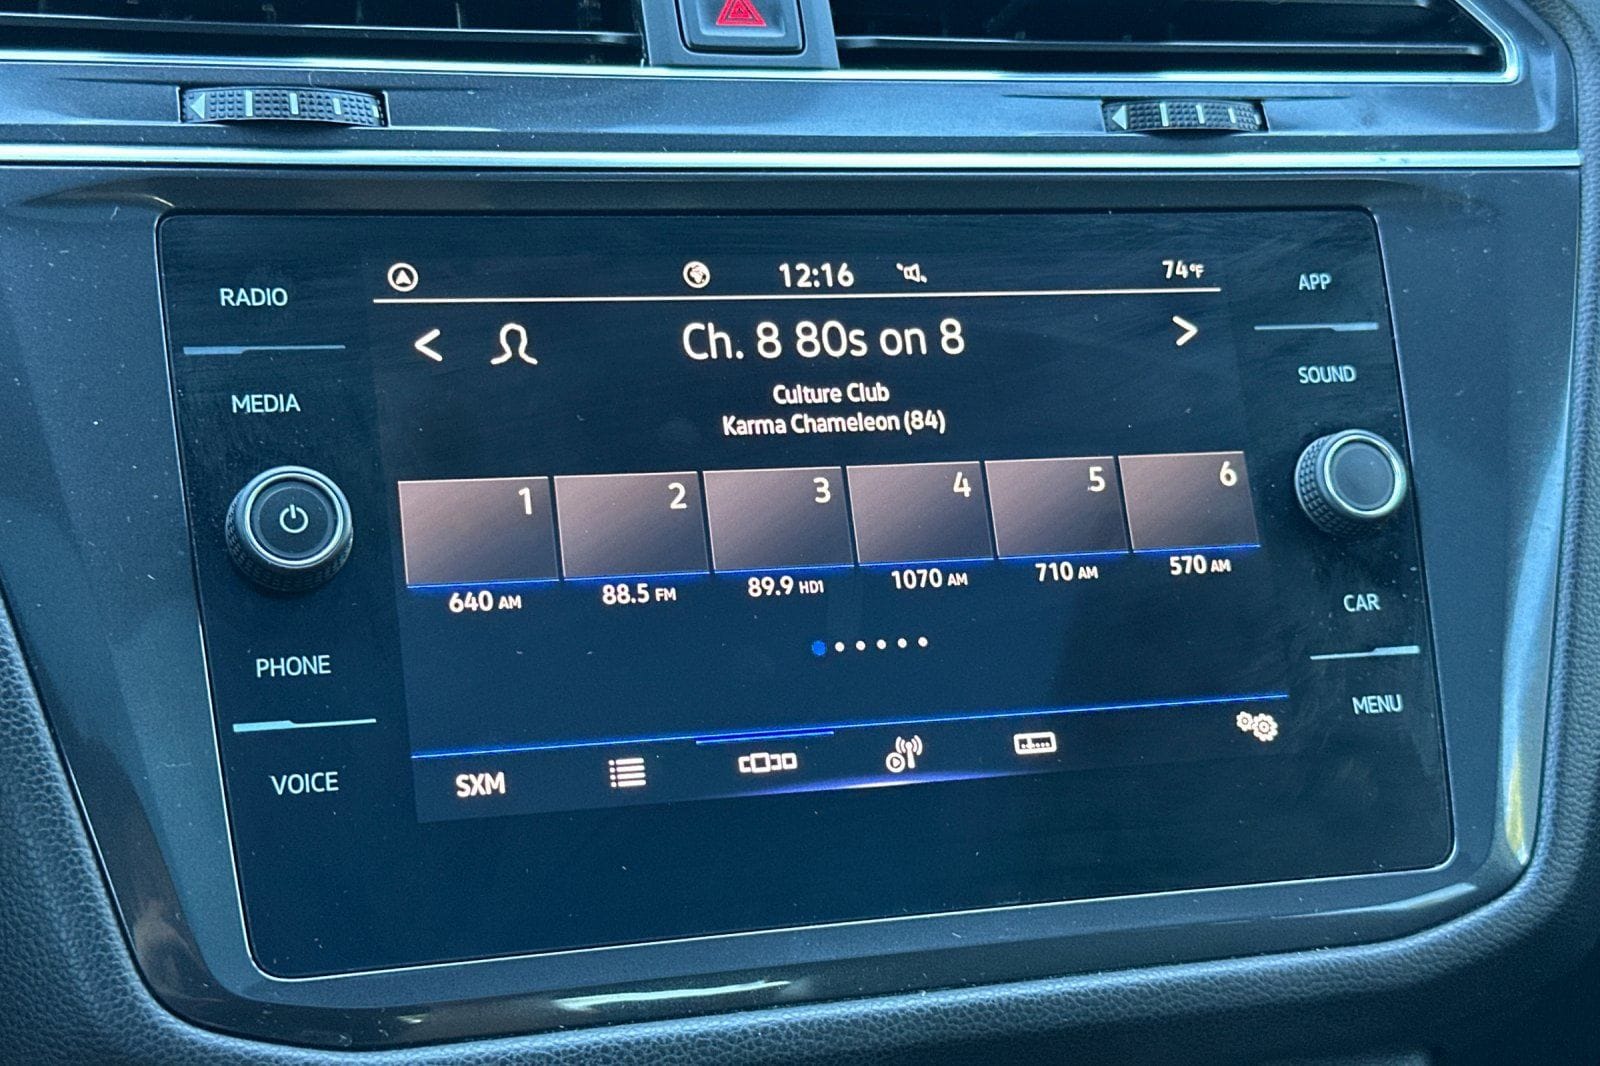 RADIO
MEDIA
PHONE
VOICE
12:16
74°F
Ch. 8 80s on 8
Culture Club
Karma Chameleon (84)
1 2 3 4 5 6
640 AM 88.5 FM 89.9 HD1 1070 AM 710 AM 570 AM
SXM
APP
SOUND
CAR
MENU